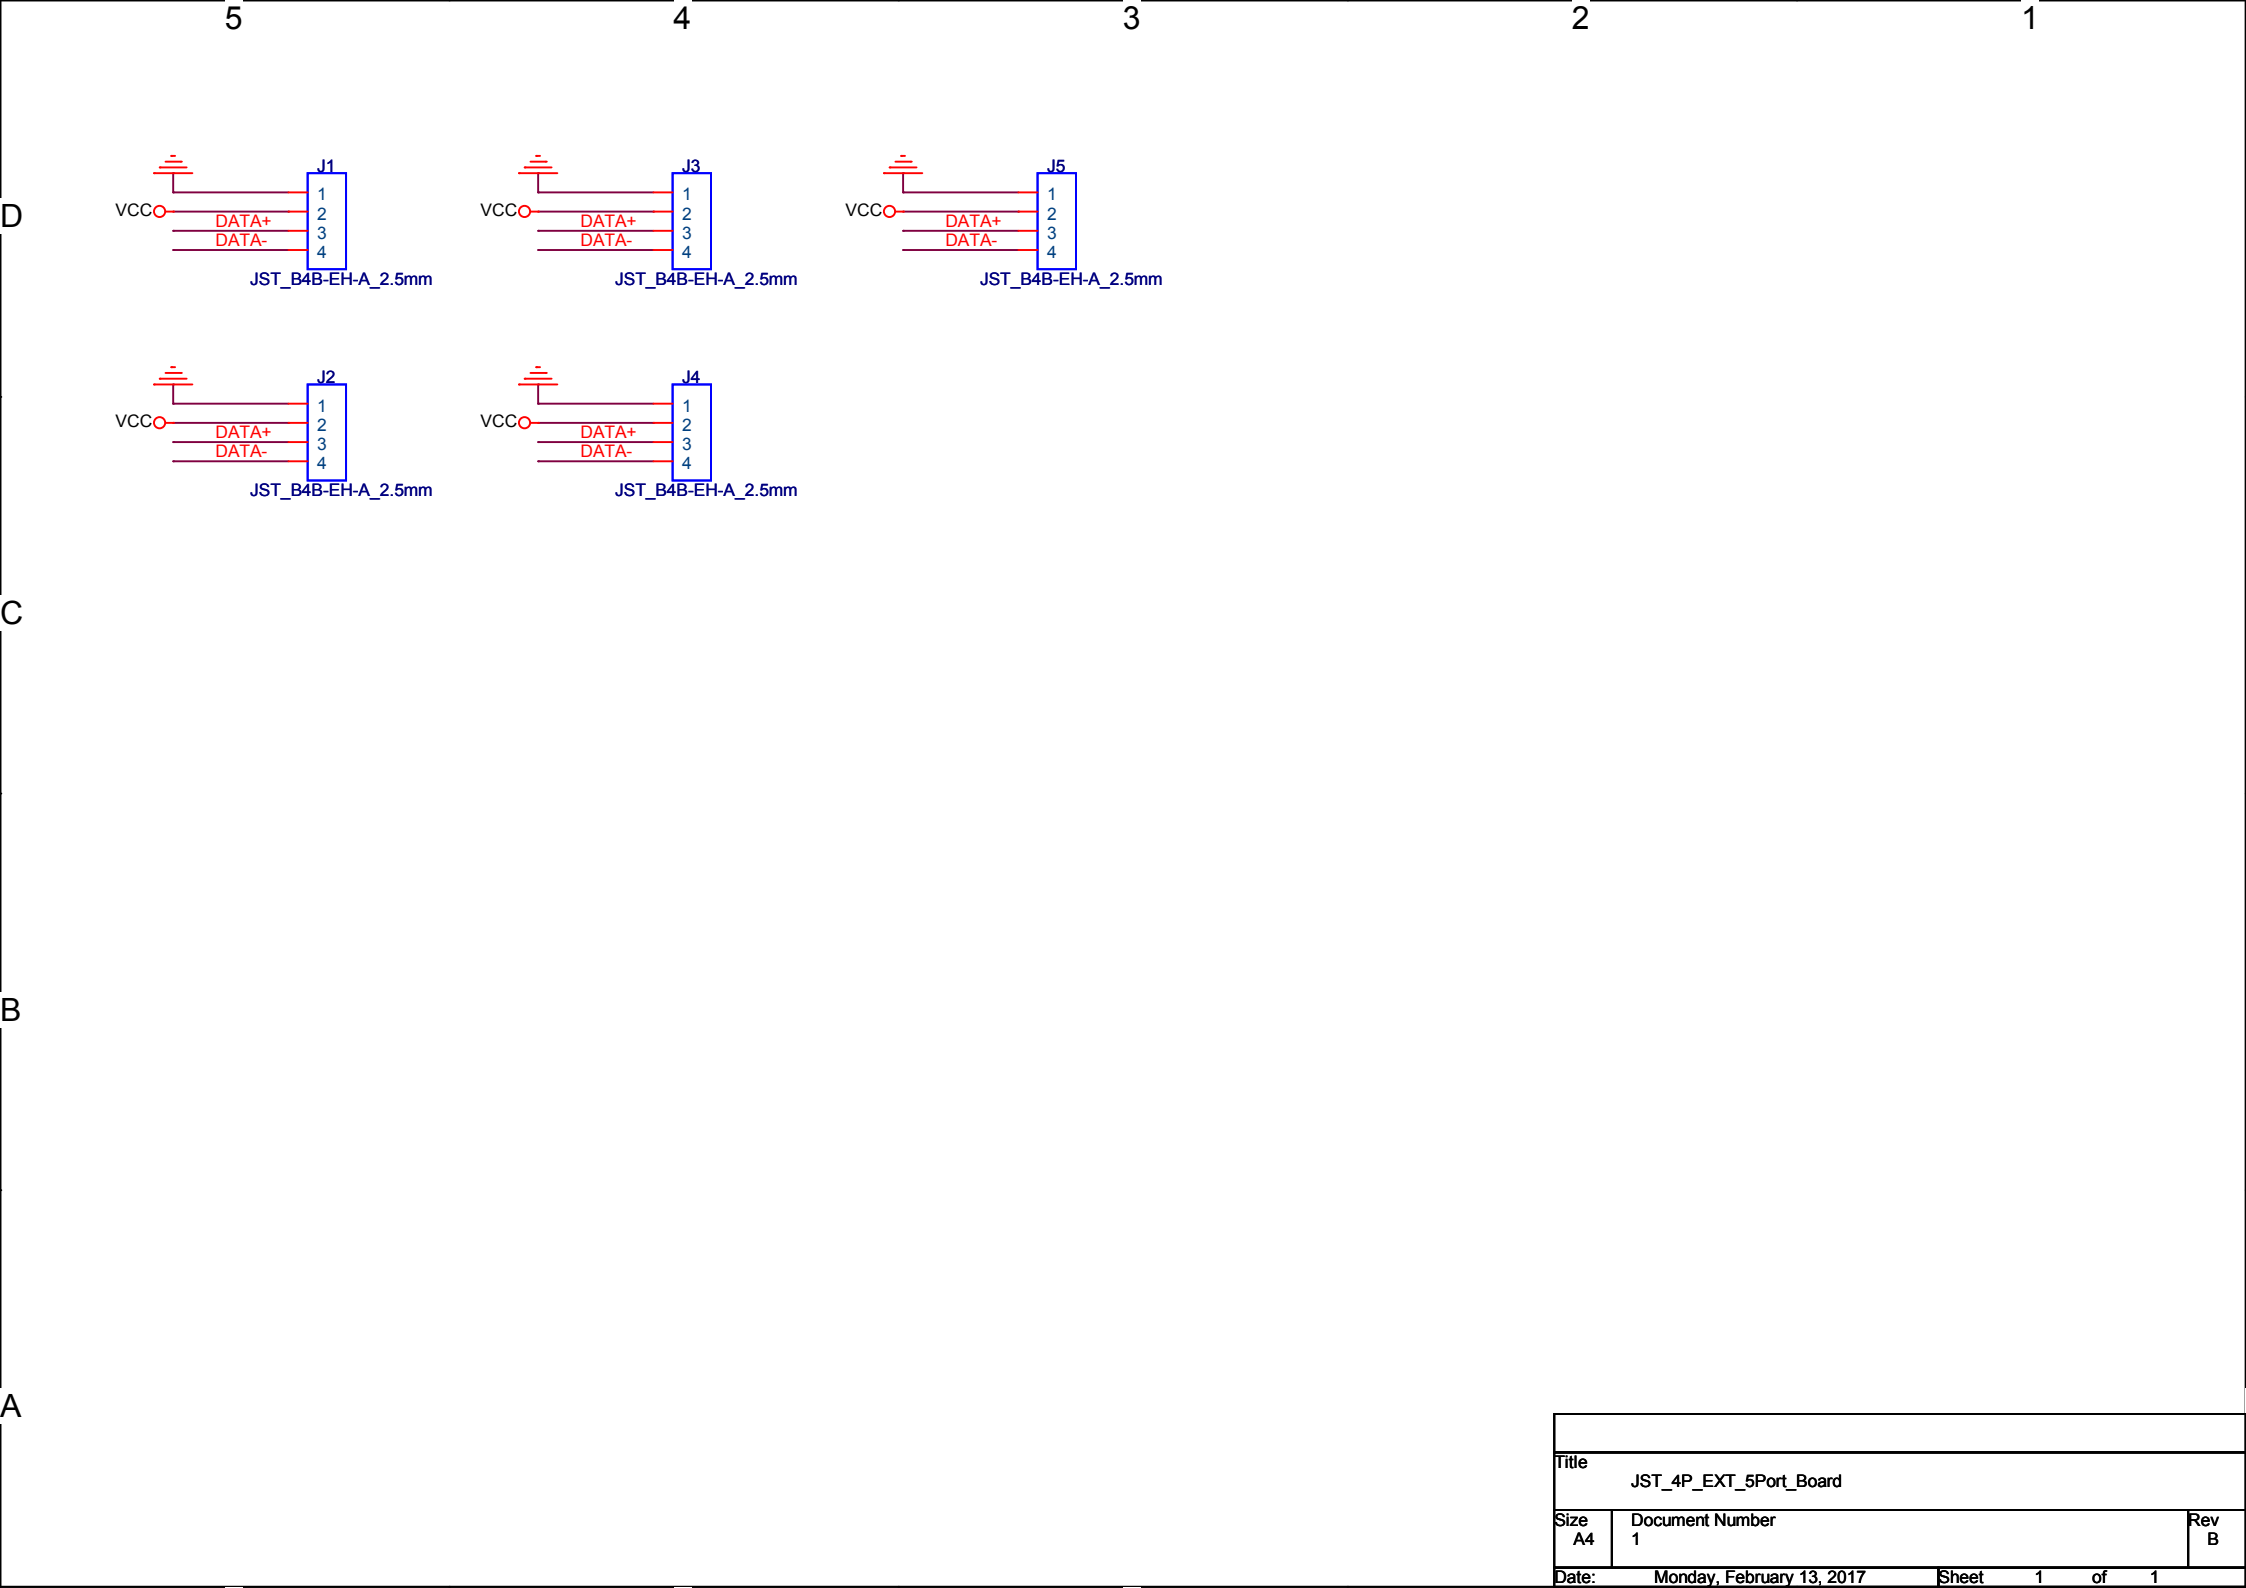 5 4 3 2 1
D
C
B
A
J1
VCC
DATA+
DATA-
1
2
3
4
JST_B4B-EH-A_2.5mm
J3
VCC
DATA+
DATA-
1
2
3
4
JST_B4B-EH-A_2.5mm
J5
VCC
DATA+
DATA-
1
2
3
4
JST_B4B-EH-A_2.5mm
J2
VCC
DATA+
DATA-
1
2
3
4
JST_B4B-EH-A_2.5mm
J4
VCC
DATA+
DATA-
1
2
3
4
JST_B4B-EH-A_2.5mm
Title
JST_4P_EXT_5Port_Board
Size Document Number Rev
A4 1 B
Date: Monday, February 13, 2017 Sheet 1 of 1